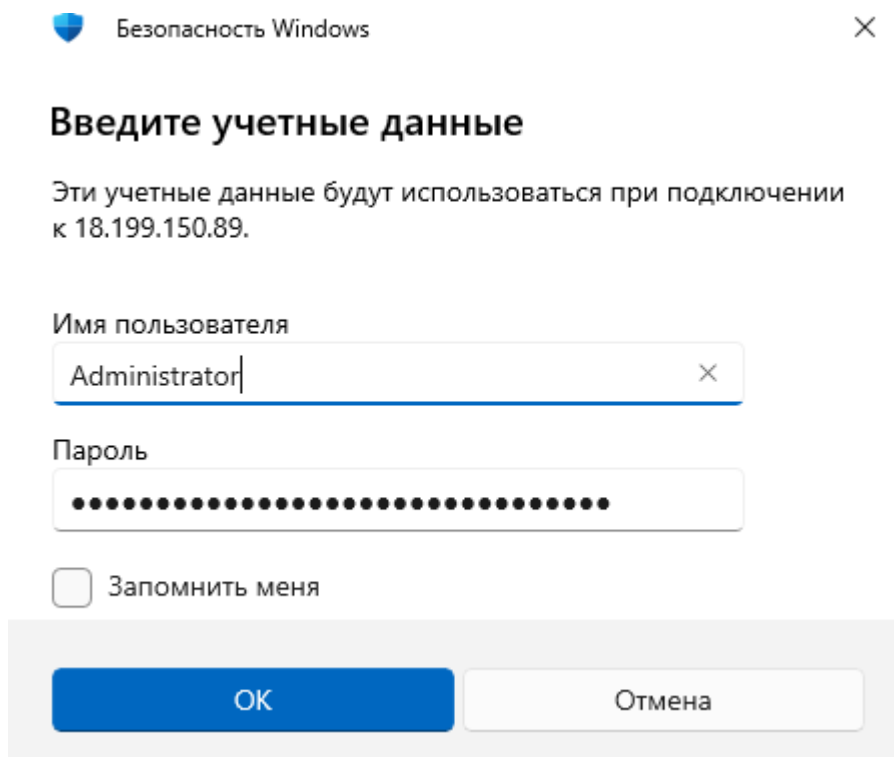 Безопасность Windows
Введите учетные данные
Эти учетные данные будут использоваться при подключении
к 18.199.150.89.
Имя пользователя
Administrator
Пароль
●●●●●●●●●●●●●●●●●●●●●●●●●●●●●●●●
Запомнить меня
ОК
Отмена